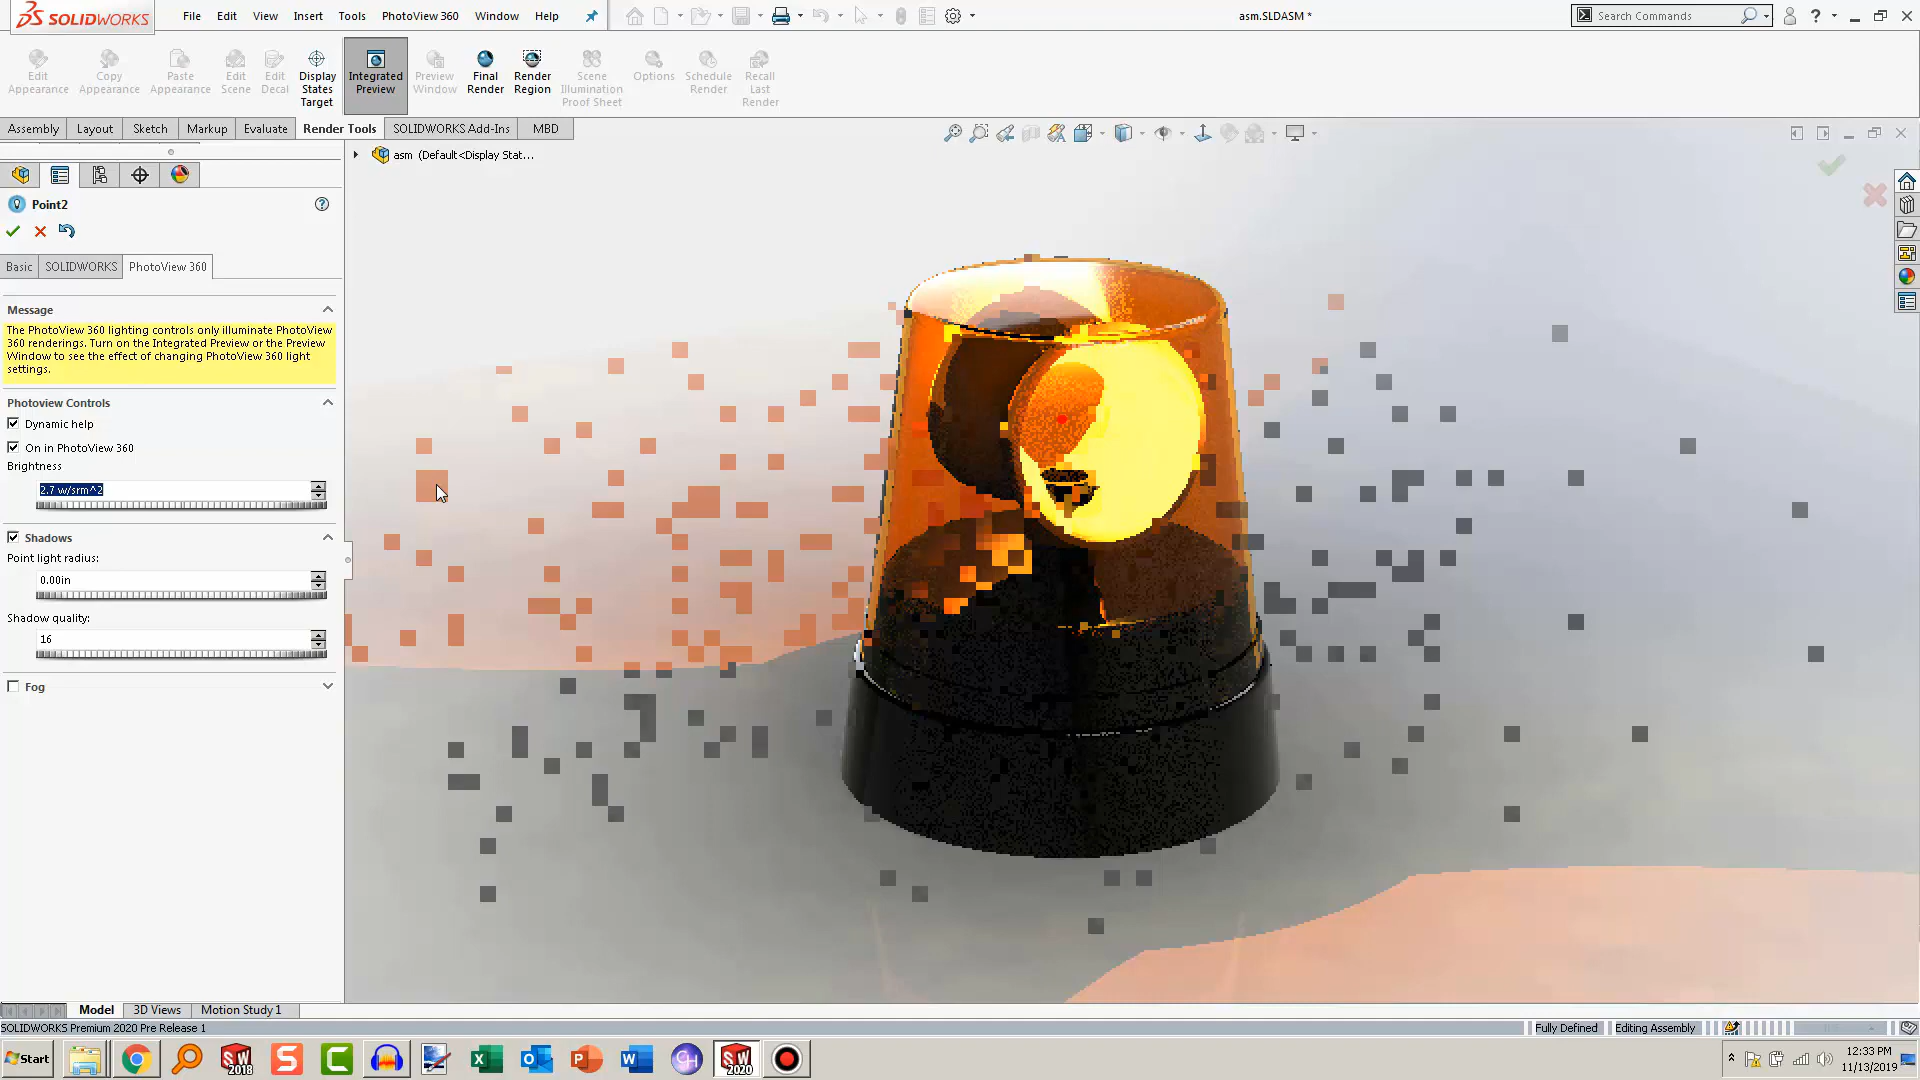 SOLIDWORKS File Edit View Insert Tools PhotoView 360 Window Help asm.SLDASM * Search Commands
Edit Appearance
Copy Appearance
Paste Appearance
Edit Scene
Edit Decal
Display States Target
Integrated Preview
Preview Window
Final Render
Render Region
Scene Illumination Proof Sheet
Options
Schedule Render
Recall Last Render
Assembly Layout Sketch Markup Evaluate Render Tools SOLIDWORKS Add-Ins MBD
asm (Default<Display Stat...
Point2
Basic SOLIDWORKS PhotoView 360
Message
The PhotoView 360 lighting controls only illuminate PhotoView
360 renderings. Turn on the Integrated Preview or the Preview
Window to see the effect of changing PhotoView 360 light
settings.
Photoview Controls
Dynamic help
On in PhotoView 360
Brightness
2.7 w/srm^2
Shadows
Point light radius:
0.00in
Shadow quality:
16
Fog
Model 3D Views Motion Study 1
SOLIDWORKS Premium 2020 Pre Release 1 Fully Defined Editing Assembly
Start SW 2018 S C CH SW 2020 12:33 PM
11/13/2019